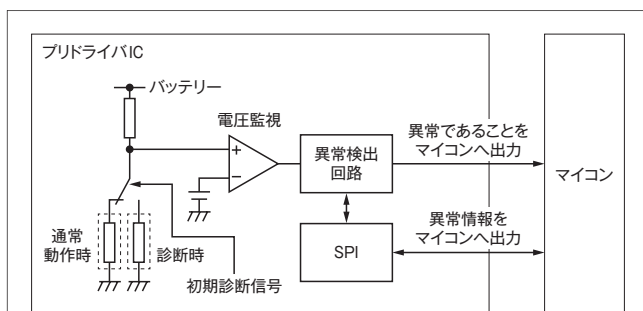 プリドライバIC
バッテリー
電圧監視
+
−
異常検出
回路
異常であることを
マイコンへ出力
マイコン
通常
動作時
診断時
初期診断信号
SPI
異常情報を
マイコンへ出力